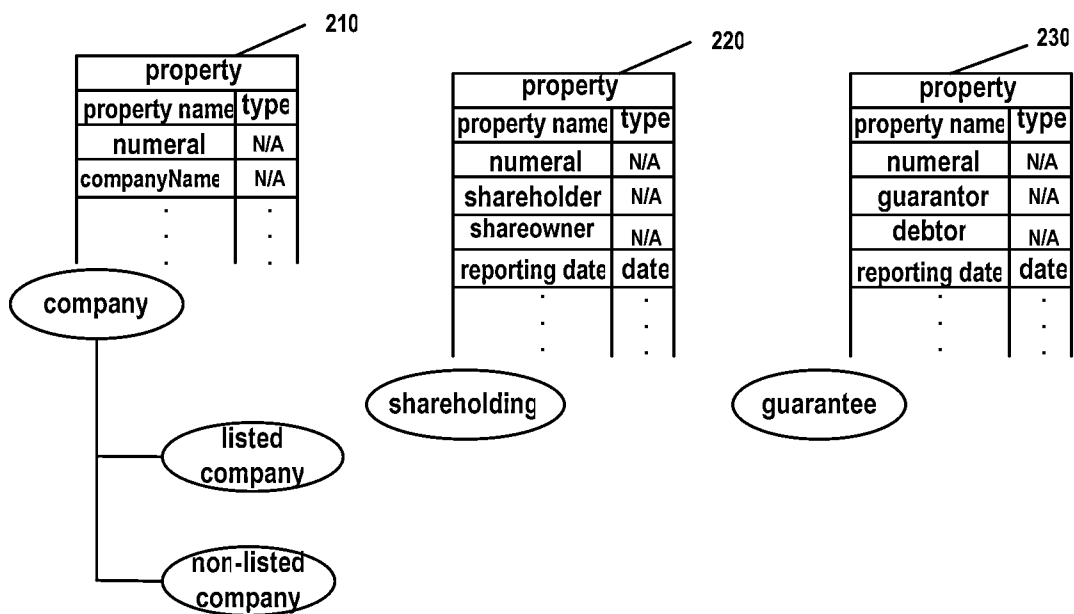 210
property
property name type
numeral N/A
companyName N/A
. .
. .
. .
company
listed
company
non-listed
company
220
property
property name type
numeral N/A
shareholder N/A
shareowner N/A
reporting date date
. .
. .
. .
shareholding
230
property
property name type
numeral N/A
guarantor N/A
debtor N/A
reporting date date
. .
. .
. .
guarantee